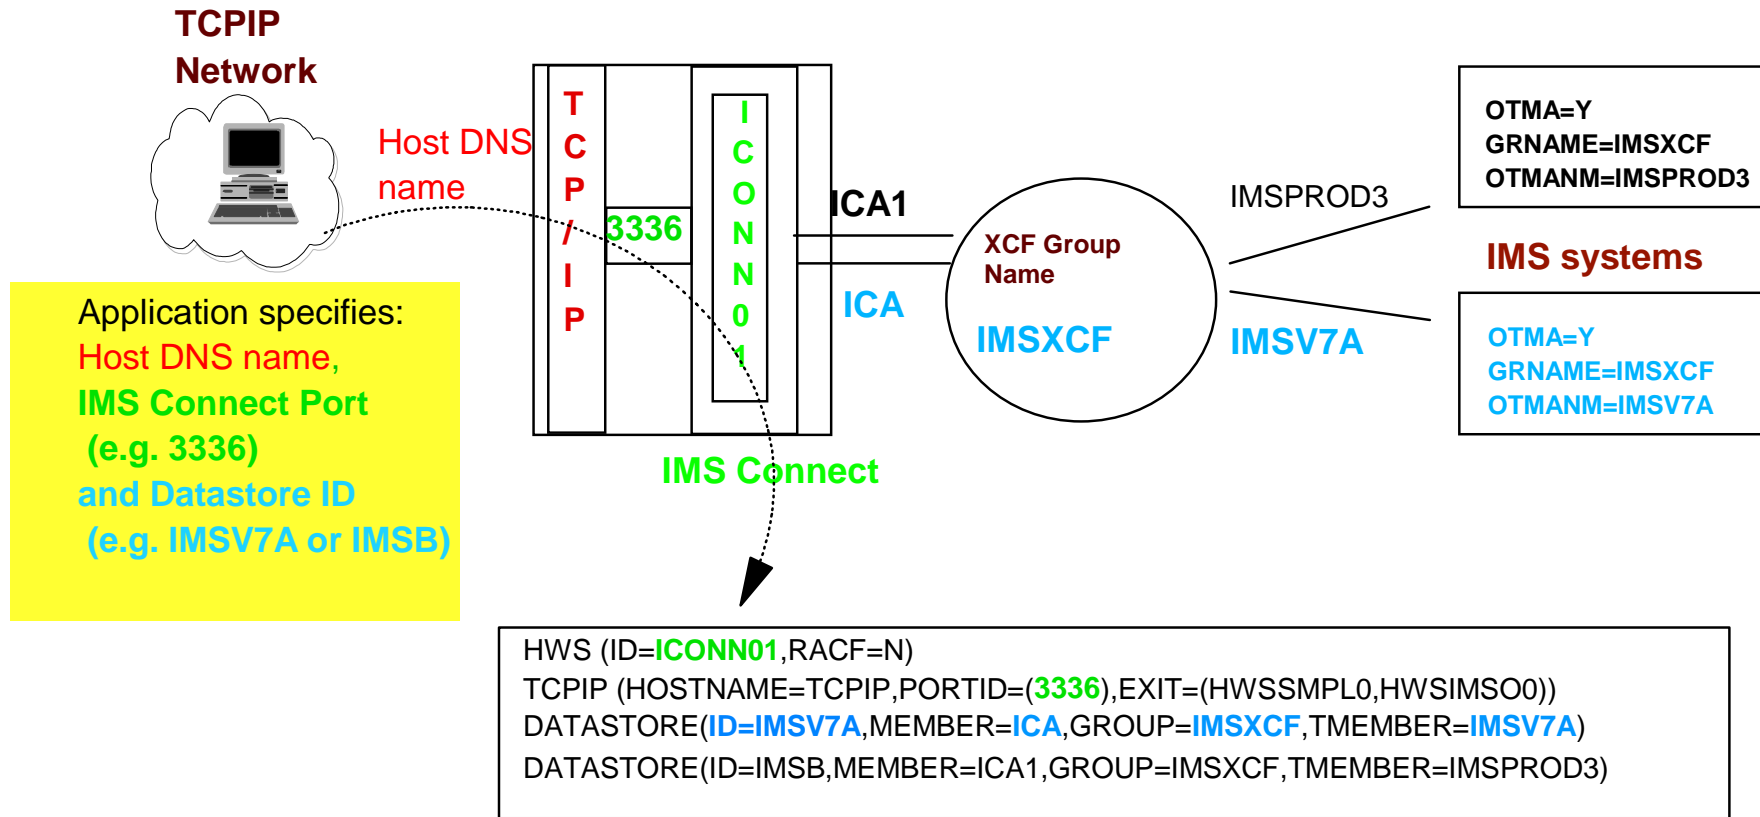 TCPIP
Network
Host DNS
name
TCP/IP
3336
ICONN01
ICA1
ICA
IMS Connect
XCF Group
Name
IMSXCF
IMSPROD3
IMSV7A
OTMA=Y
GRNAME=IMSXCF
OTMANM=IMSPROD3
IMS systems
OTMA=Y
GRNAME=IMSXCF
OTMANM=IMSV7A
Application specifies:
Host DNS name,
IMS Connect Port
(e.g. 3336)
and Datastore ID
(e.g. IMSV7A or IMSB)
HWS (ID=ICONN01,RACF=N)
TCPIP (HOSTNAME=TCPIP,PORTID=(3336),EXIT=(HWSSMPL0,HWSIMSO0))
DATASTORE(ID=IMSV7A,MEMBER=ICA,GROUP=IMSXCF,TMEMBER=IMSV7A)
DATASTORE(ID=IMSB,MEMBER=ICA1,GROUP=IMSXCF,TMEMBER=IMSPROD3)